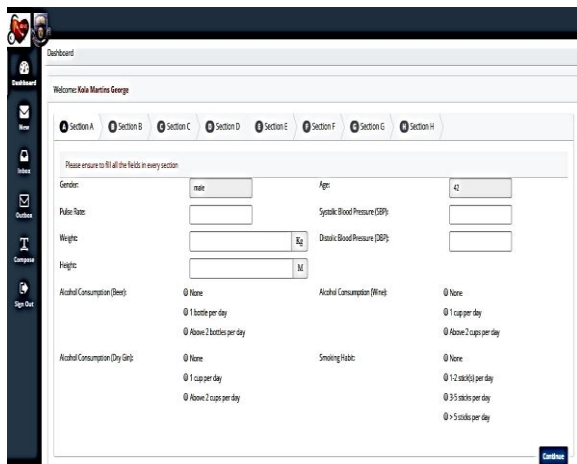 Dashboard
Dashboard
Welcome: Kola Martins George
New
A Section A B Section B C Section C D Section D E Section E F Section F G Section G H Section H
Inbox
Please ensure to fill all the fields in every section
Gender: male Age: 42
Outbox
Pulse Rate: Systolic Blood Pressure (SBP):
Weight: Kg Distolic Blood Pressure (DBP):
Compose
Height: M
Sign Out
Alcohol Consumption (Beer): None Alcohol Consumption (Wine): None
1 bottle per day 1 cup per day
Above 2 bottles per day Above 2 cups per day
Alcohol Consumption (Dry Gin): None Smoking Habit: None
1 cup per day 1-2 stick(s) per day
Above 2 cups per day 3-5 sticks per day
> 5 sticks per day
Continue